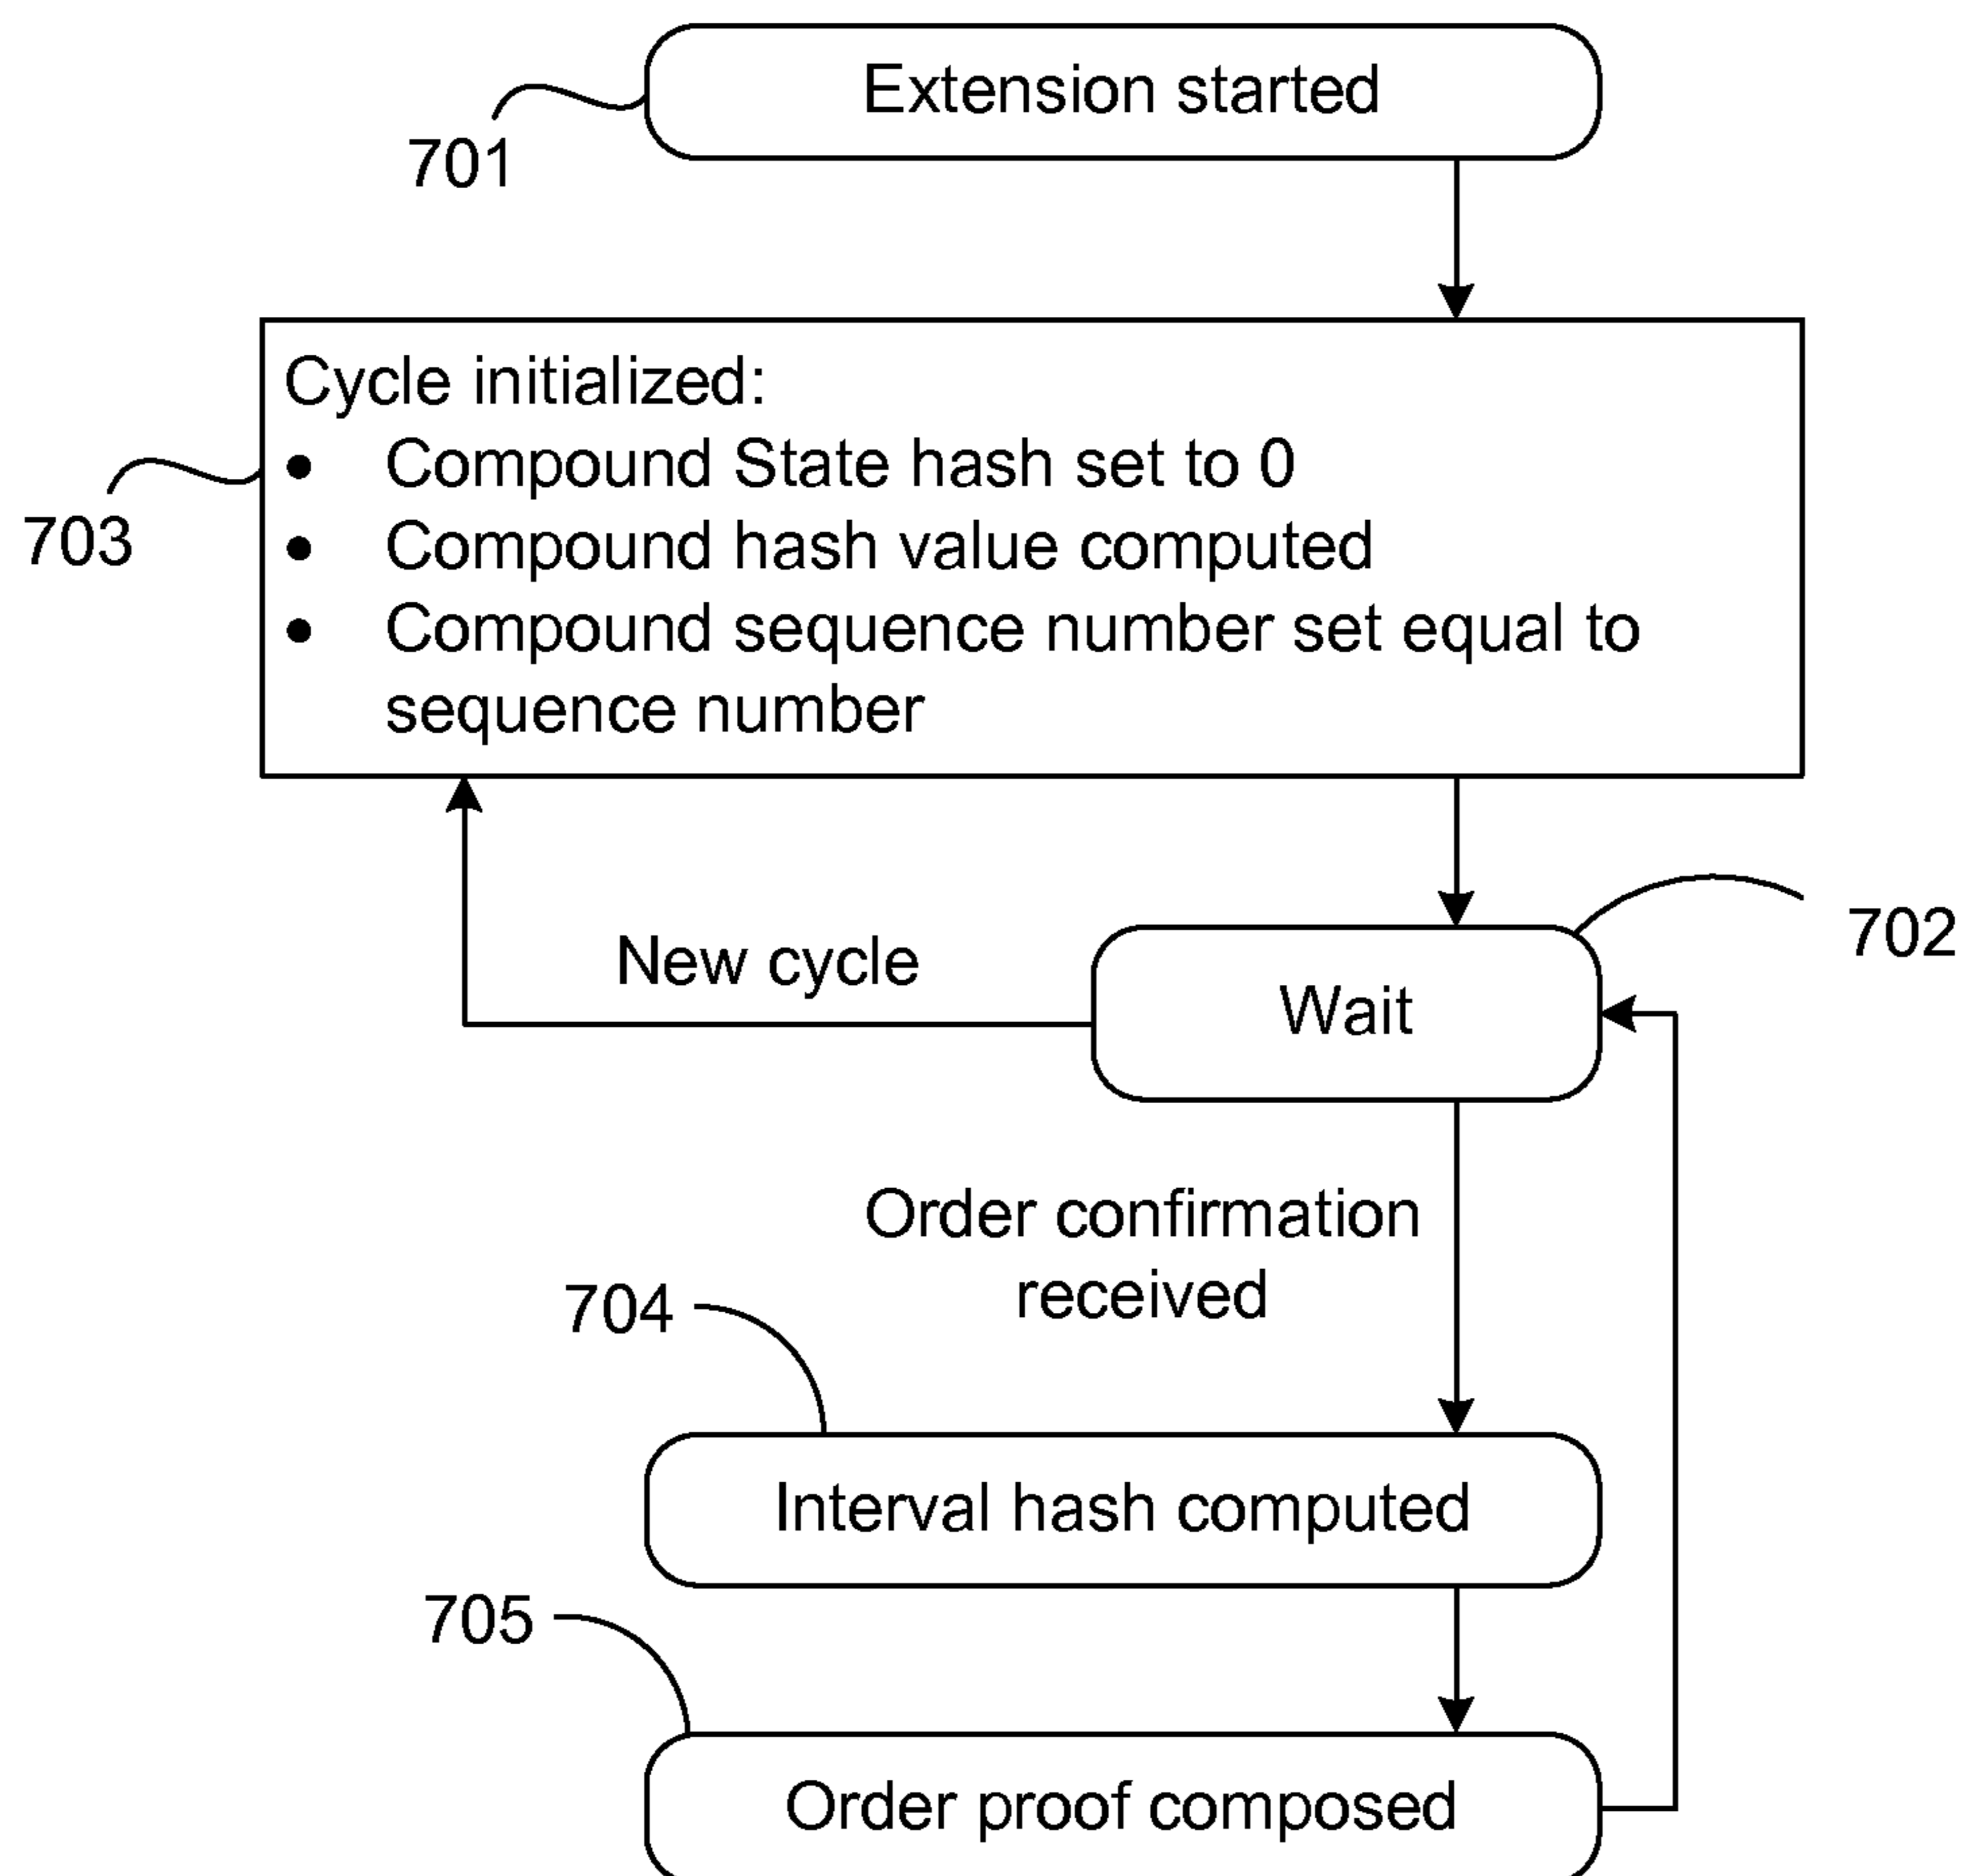 Extension started
701
Cycle initialized:
• Compound State hash set to 0
• Compound hash value computed
• Compound sequence number set equal to
sequence number
703
702
New cycle
Wait
Order confirmation
received
704
Interval hash computed
705
Order proof composed